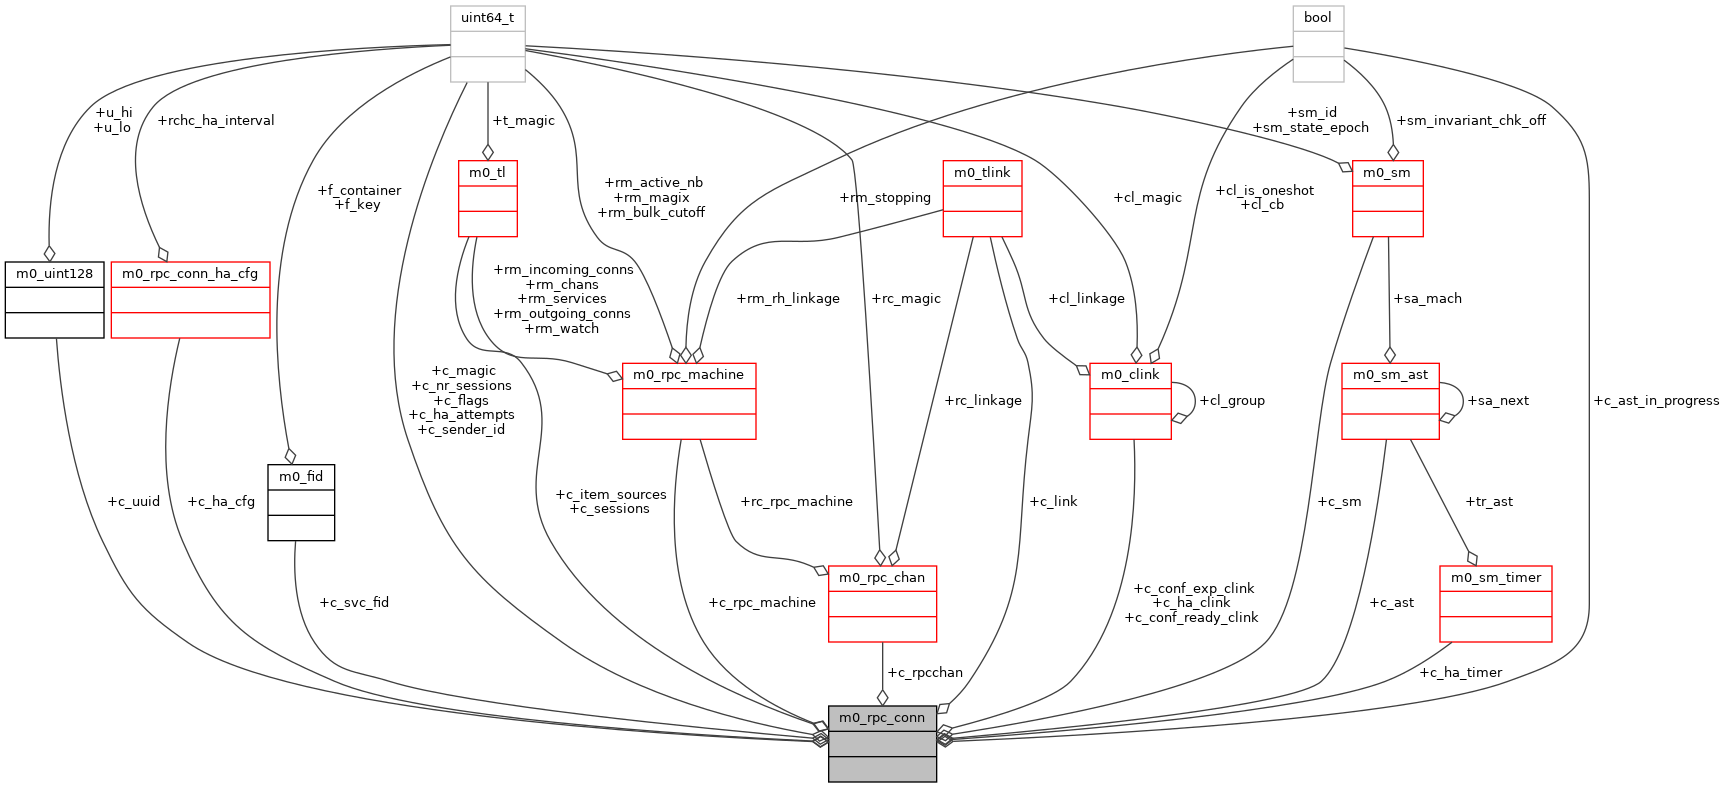 uint64_t
bool
+u_hi
+u_lo
+rchc_ha_interval
+t_magic
+sm_id
+sm_state_epoch
+sm_invariant_chk_off
m0_tl
m0_tlink
m0_sm
+f_container
+f_key
+rm_active_nb
+rm_magix
+rm_bulk_cutoff
+rm_stopping
+cl_magic
+cl_is_oneshot
+cl_cb
m0_uint128
m0_rpc_conn_ha_cfg
+rm_incoming_conns
+rm_chans
+rm_services
+rm_outgoing_conns
+rm_watch
+rm_rh_linkage
+rc_magic
+cl_linkage
+sa_mach
+c_magic
+c_nr_sessions
+c_flags
+c_ha_attempts
+c_sender_id
m0_rpc_machine
m0_clink
m0_sm_ast
+rc_linkage
+cl_group
+sa_next
+c_ast_in_progress
m0_fid
+c_uuid
+c_ha_cfg
+c_item_sources
+c_sessions
+rc_rpc_machine
+c_link
+c_sm
+tr_ast
m0_rpc_chan
m0_sm_timer
+c_svc_fid
+c_rpc_machine
+c_conf_exp_clink
+c_ha_clink
+c_conf_ready_clink
+c_ast
+c_rpcchan
+c_ha_timer
m0_rpc_conn